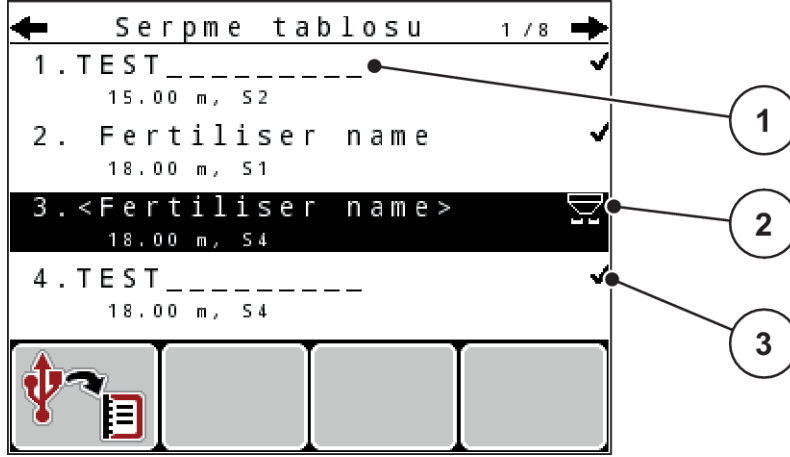 Serpme tablosu 1/8
1.TEST_________
15.00 m, S2
2. Fertiliser name
18.00 m, S1
3.<Fertiliser name>
18.00 m, S4
4.TEST_________
18.00 m, S4
1
2
3